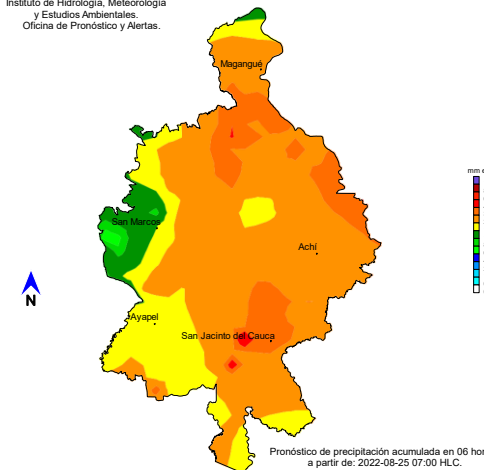 Instituto de Hidrología, Meteorología
y Estudios Ambientales.
Oficina de Pronóstico y Alertas.
Magangué
mm
San Marcos
Achí
N
Ayapel
San Jacinto del Cauca
Pronóstico de precipitación acumulada en 06
a partir de: 2022-08-25 07:00 HLC.